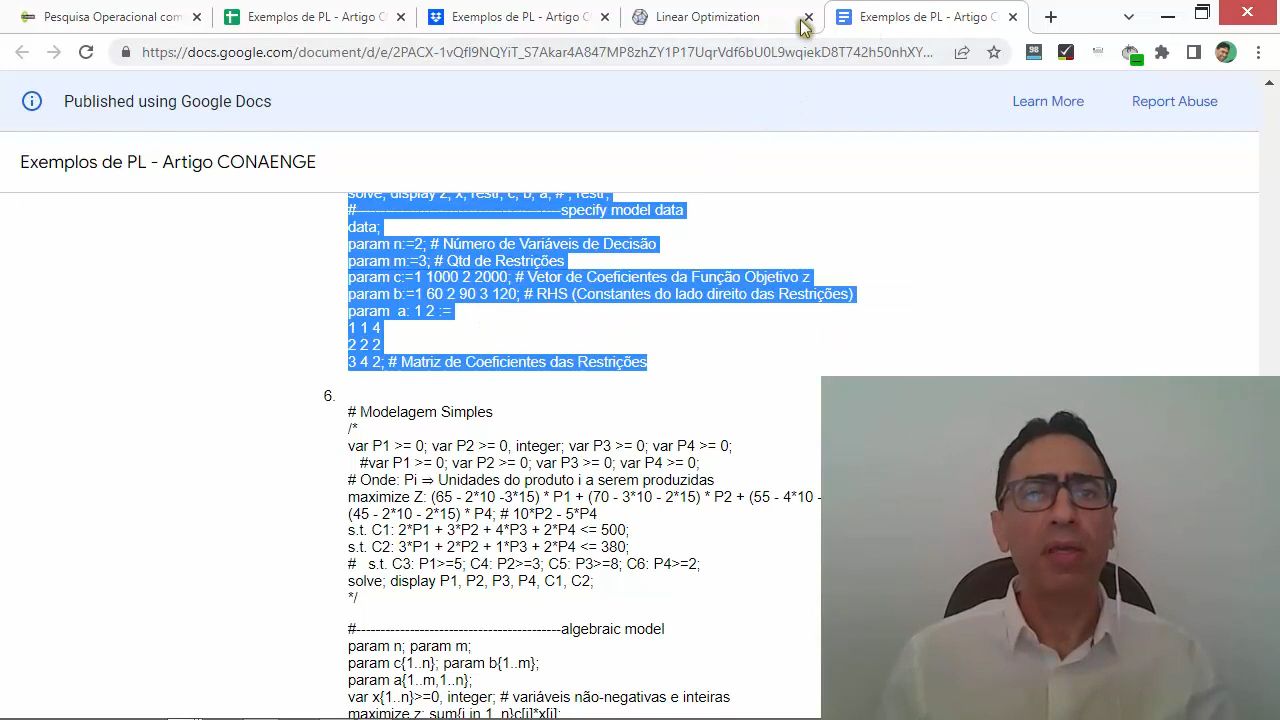 Pesquisa Operacional com
Exemplos de PL - Artigo C
Exemplos de PL - Artigo C
Linear Optimization
Exemplos de PL - Artigo C
https://docs.google.com/document/d/e/2PACX-1vQfl9NQYiT_S7Akar4A847MP8zhZY1P17UqrVdf6bU0L9wqiekD8T742h50nhXY...
98
Published using Google Docs
Learn More
Report Abuse
Exemplos de PL - Artigo CONAENGE
solve; display z, x, restr, c, b, a; # , restr;
#-----------------------------------------specify model data
data;
param n:=2; # Número de Variáveis de Decisão
param m:=3; # Qtd de Restrições
param c:=1 1000 2 2000; # Vetor de Coeficientes da Função Objetivo z
param b:=1 60 2 90 3 120; # RHS (Constantes do lado direito das Restrições)
param a: 1 2 :=
1 1 4
2 2 2
3 4 2; # Matriz de Coeficientes das Restrições
6.
# Modelagem Simples
/*
var P1 >= 0; var P2 >= 0, integer; var P3 >= 0; var P4 >= 0;
#var P1 >= 0; var P2 >= 0; var P3 >= 0; var P4 >= 0;
# Onde: Pi ⇒ Unidades do produto i a serem produzidas
maximize Z: (65 - 2*10 -3*15) * P1 + (70 - 3*10 - 2*15) * P2 + (55 - 4*10 -
(45 - 2*10 - 2*15) * P4; # 10*P2 - 5*P4
s.t. C1: 2*P1 + 3*P2 + 4*P3 + 2*P4 <= 500;
s.t. C2: 3*P1 + 2*P2 + 1*P3 + 2*P4 <= 380;
# s.t. C3: P1>=5; C4: P2>=3; C5: P3>=8; C6: P4>=2;
solve; display P1, P2, P3, P4, C1, C2;
*/
#-----------------------------------------algebraic model
param n; param m;
param c{1..n}; param b{1..m};
param a{1..m,1..n};
var x{1..n}>=0, integer; # variáveis não-negativas e inteiras
maximize z: sum{i in 1..n}c[i]*x[i];